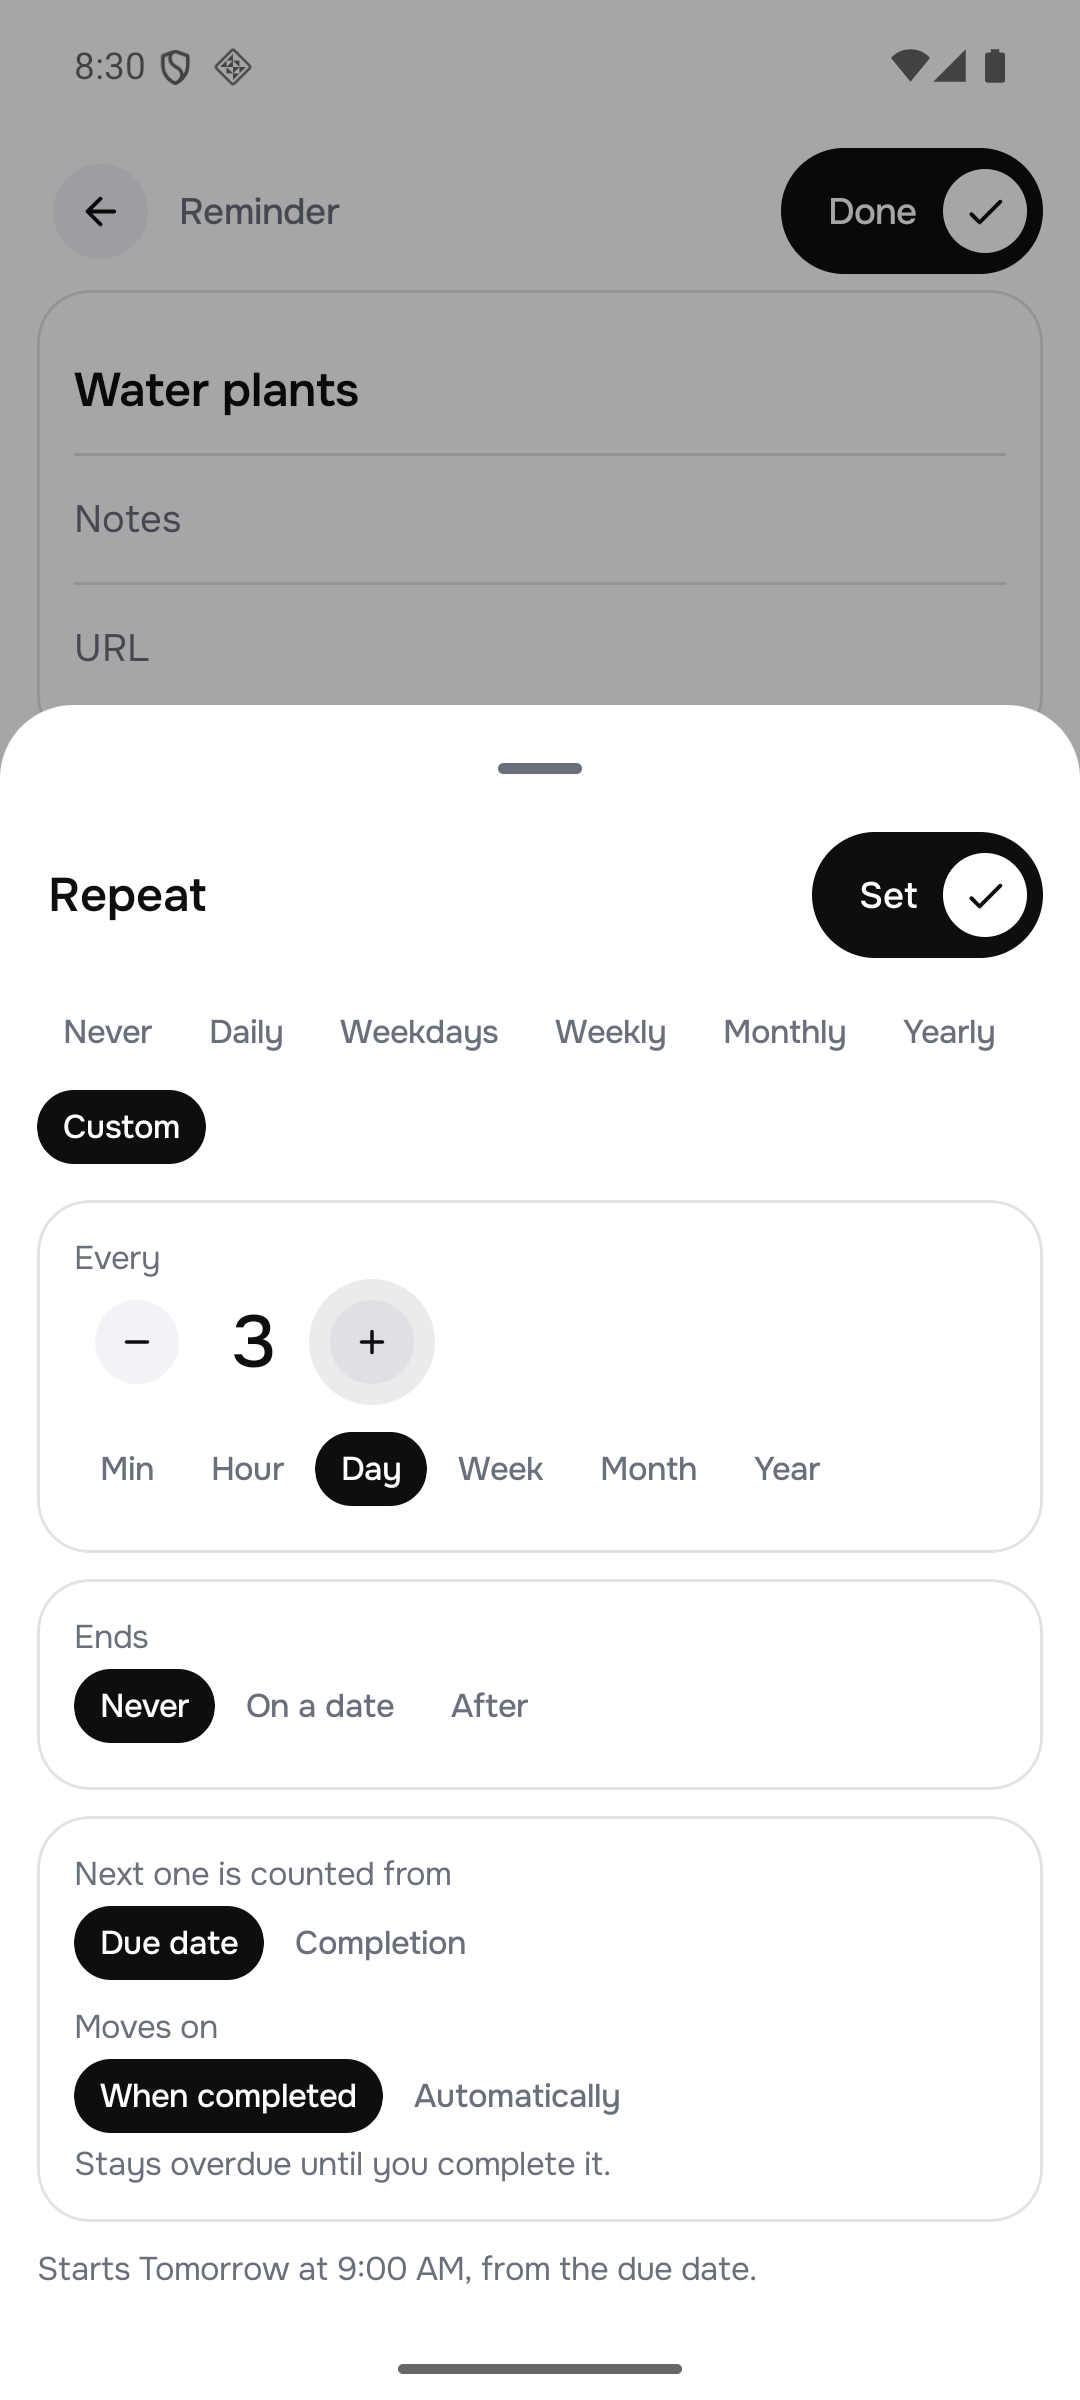 8:30
Reminder
Done
Water plants
Notes
URL
Repeat
Set
Never Daily Weekdays Weekly Monthly Yearly
Custom
Every
3
Min Hour Day Week Month Year
Ends
Never On a date After
Next one is counted from
Due date Completion
Moves on
When completed Automatically
Stays overdue until you complete it.
Starts Tomorrow at 9:00 AM, from the due date.